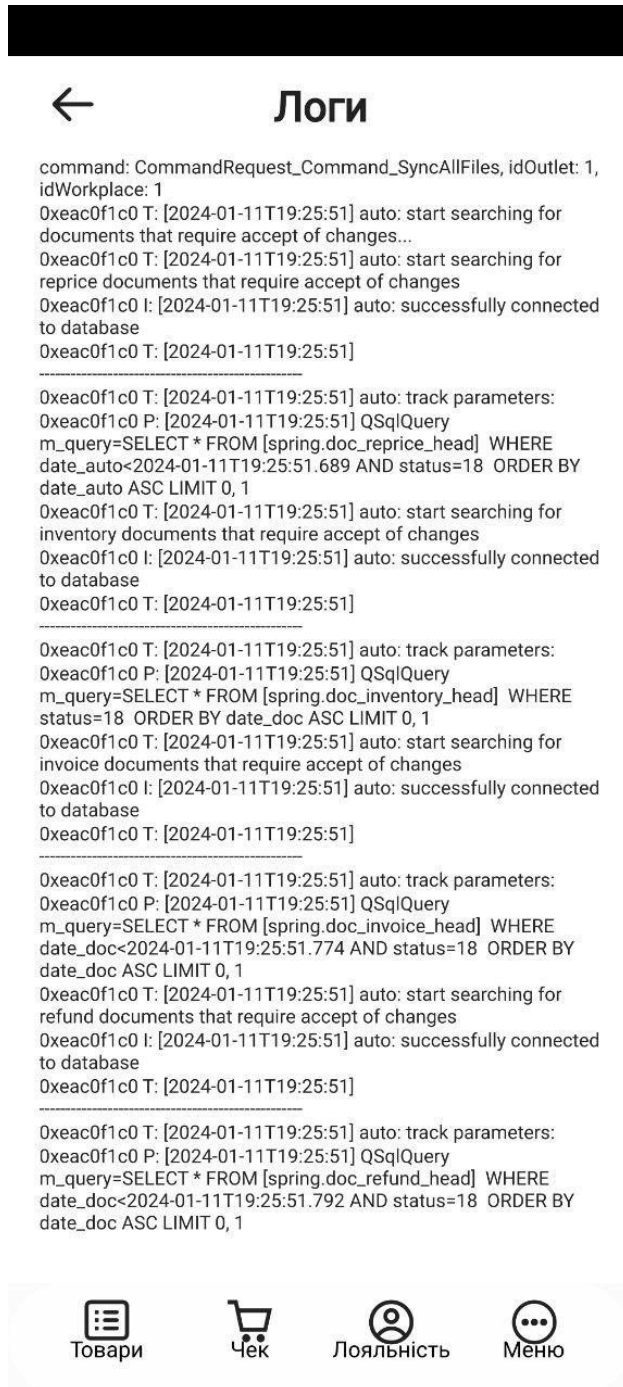 Логи
command: CommandRequest_Command_SyncAllFiles, idOutlet: 1,
idWorkplace: 1
0xeac0f1c0 T: [2024-01-11T19:25:51] auto: start searching for
documents that require accept of changes...
0xeac0f1c0 T: [2024-01-11T19:25:51] auto: start searching for
reprice documents that require accept of changes
0xeac0f1c0 I: [2024-01-11T19:25:51] auto: successfully connected
to database
0xeac0f1c0 T: [2024-01-11T19:25:51]
--------------------------------------------------
0xeac0f1c0 T: [2024-01-11T19:25:51] auto: track parameters:
0xeac0f1c0 P: [2024-01-11T19:25:51] QSqlQuery
m_query=SELECT * FROM [spring.doc_reprice_head]  WHERE
date_auto<2024-01-11T19:25:51.689 AND status=18  ORDER BY
date_auto ASC LIMIT 0, 1
0xeac0f1c0 T: [2024-01-11T19:25:51] auto: start searching for
inventory documents that require accept of changes
0xeac0f1c0 I: [2024-01-11T19:25:51] auto: successfully connected
to database
0xeac0f1c0 T: [2024-01-11T19:25:51]
--------------------------------------------------
0xeac0f1c0 T: [2024-01-11T19:25:51] auto: track parameters:
0xeac0f1c0 P: [2024-01-11T19:25:51] QSqlQuery
m_query=SELECT * FROM [spring.doc_inventory_head]  WHERE
status=18  ORDER BY date_doc ASC LIMIT 0, 1
0xeac0f1c0 T: [2024-01-11T19:25:51] auto: start searching for
invoice documents that require accept of changes
0xeac0f1c0 I: [2024-01-11T19:25:51] auto: successfully connected
to database
0xeac0f1c0 T: [2024-01-11T19:25:51]
--------------------------------------------------
0xeac0f1c0 T: [2024-01-11T19:25:51] auto: track parameters:
0xeac0f1c0 P: [2024-01-11T19:25:51] QSqlQuery
m_query=SELECT * FROM [spring.doc_invoice_head]  WHERE
date_doc<2024-01-11T19:25:51.774 AND status=18  ORDER BY
date_doc ASC LIMIT 0, 1
0xeac0f1c0 T: [2024-01-11T19:25:51] auto: start searching for
refund documents that require accept of changes
0xeac0f1c0 I: [2024-01-11T19:25:51] auto: successfully connected
to database
0xeac0f1c0 T: [2024-01-11T19:25:51]
--------------------------------------------------
0xeac0f1c0 T: [2024-01-11T19:25:51] auto: track parameters:
0xeac0f1c0 P: [2024-01-11T19:25:51] QSqlQuery
m_query=SELECT * FROM [spring.doc_refund_head]  WHERE
date_doc<2024-01-11T19:25:51.792 AND status=18  ORDER BY
date_doc ASC LIMIT 0, 1
Товари Чек Лояльність Меню